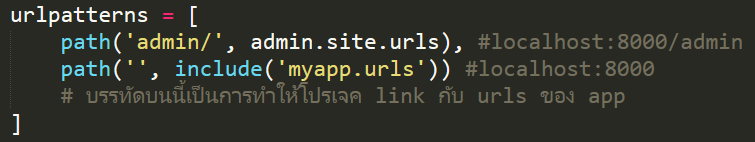 urlpatterns = [
path('admin/', admin.site.urls), #localhost:8000/admin
path('', include('myapp.urls')) #localhost:8000
# บรรทัดบนนี้เป็นการทำให้โปรเจค link กับ urls ของ app
]